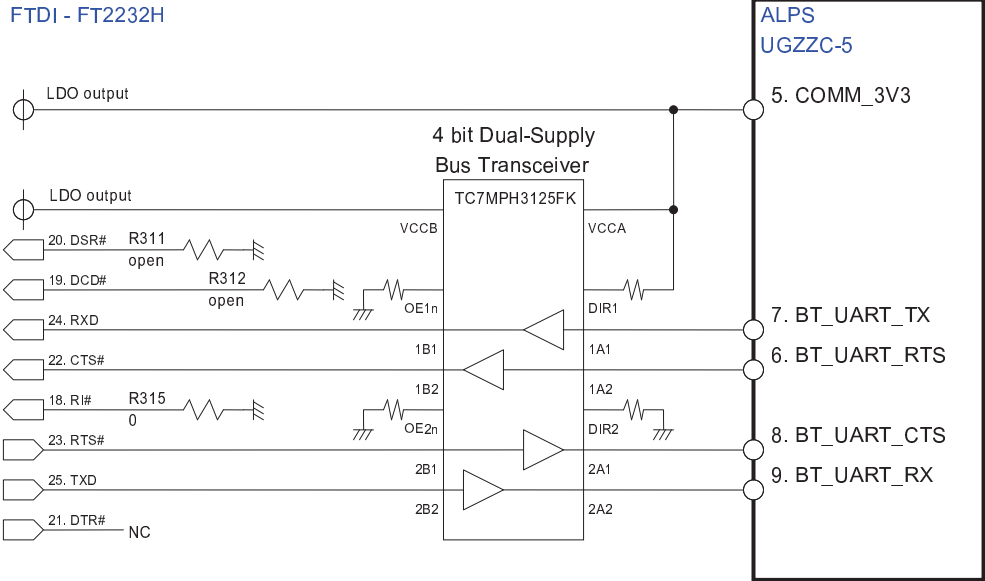 FTDI - FT2232H
ALPS
UGZZC-5
LDO output
5. COMM_3V3
4 bit Dual-Supply
Bus Transceiver
LDO output
TC7MPH3125FK
VCCB
VCCA
20. DSR#
R311
open
19. DCD#
R312
open
OE1n
DIR1
24. RXD
7. BT_UART_TX
1B1
1A1
22. CTS#
6. BT_UART_RTS
1B2
1A2
18. RI#
R315
0
OE2n
DIR2
23. RTS#
8. BT_UART_CTS
2B1
2A1
25. TXD
9. BT_UART_RX
2B2
2A2
21. DTR#
NC